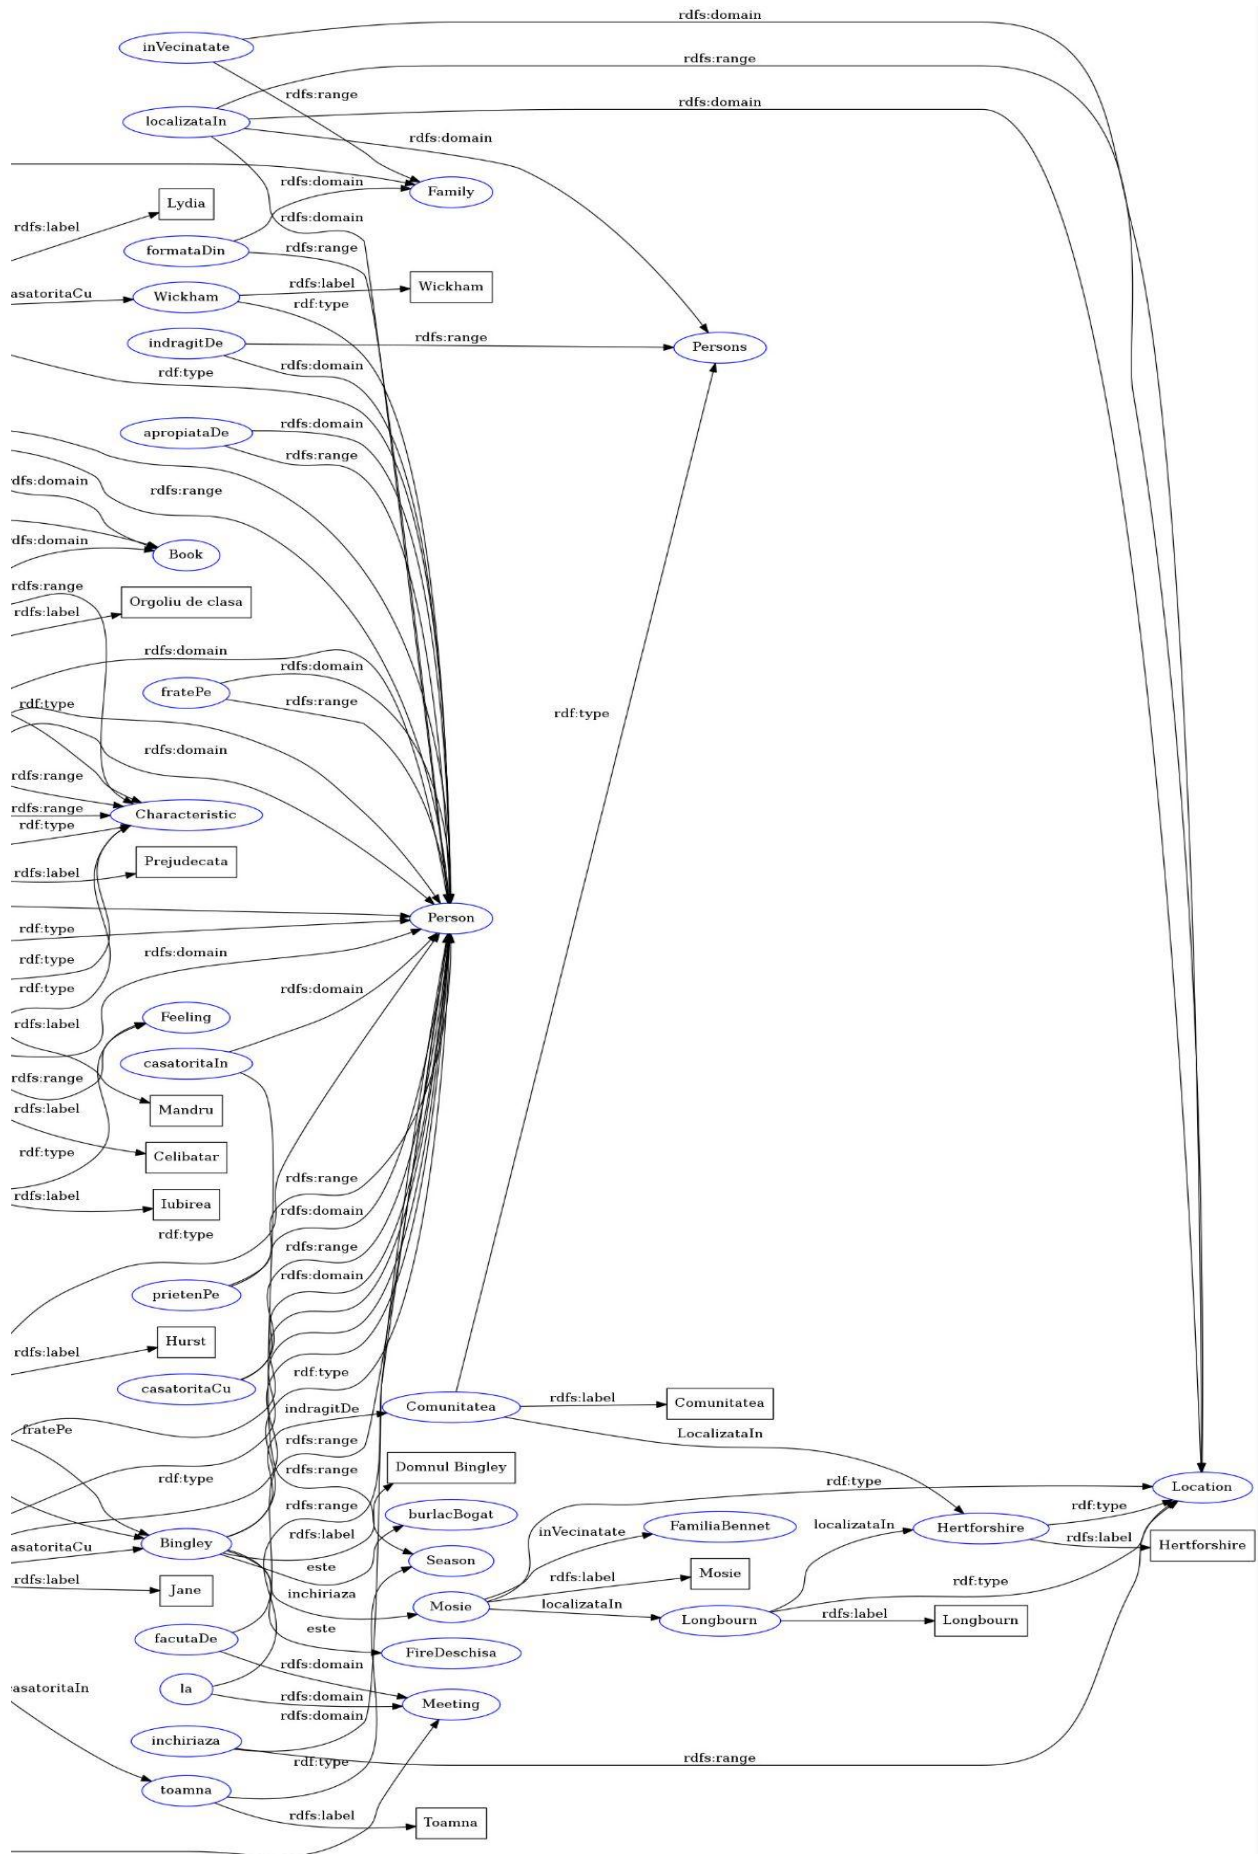 rdfs:domain
inVecinatate
rdfs:range
rdfs:range
rdfs:domain
localizataIn
rdfs:domain
rdfs:domain
Family
Lydia
rdfs:domain
rdfs:label
formataDin
rdfs:range
rdfs:label
Wickham
asatoritaCu
Wickham
rdf:type
indragitDe
rdfs:range
Persons
rdfs:domain
rdf:type
rdfs:domain
apropiataDe
rdfs:range
rdfs:domain
rdfs:range
rdfs:domain
Book
rdfs:range
Orgoliu de clasa
rdfs:label
rdfs:domain
rdfs:domain
fratePe
rdfs:range
rdf:type
rdf:type
rdfs:domain
rdfs:range
rdfs:range
Characteristic
rdf:type
Prejudecata
rdfs:label
Person
rdf:type
rdfs:domain
rdf:type
rdf:type
rdfs:domain
Feeling
rdfs:label
casatoritaIn
rdfs:range
Mandru
rdfs:label
rdf:type
Celibatar
rdfs:range
rdfs:label
Iubirea
rdfs:domain
rdf:type
rdfs:range
rdfs:domain
prietenPe
Hurst
rdfs:label
rdf:type
casatoritaCu
indragitDe
Comunitatea
rdfs:label
Comunitatea
fratePe
rdfs:range
LocalizataIn
Domnul Bingley
rdfs:range
rdf:type
rdf:type
Location
rdfs:range
burlacBogat
inVecinatate
FamiliaBennet
localizataIn
Hertforshire
rdf:type
rdfs:label
rdfs:label
Hertforshire
asatoritaCu
Bingley
este
Season
rdfs:label
Mosie
rdf:type
rdfs:label
Jane
inchiriaza
Mosie
localizataIn
Longbourn
rdfs:label
Longbourn
este
facutaDe
FireDeschisa
rdfs:domain
asatoritaIn
la
rdfs:domain
Meeting
rdfs:domain
inchiriaza
rdf:type
rdfs:range
toamna
rdfs:label
Toamna